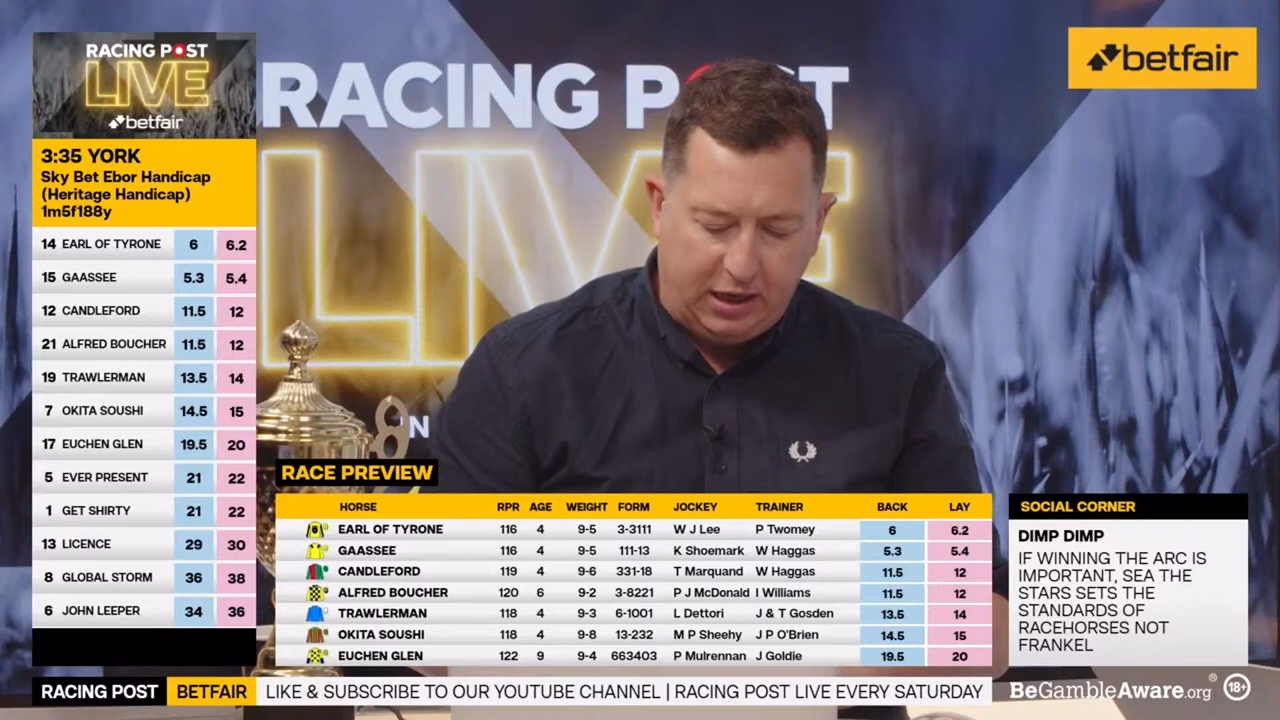 RACING POST
LIVE
betfair
3:35 YORK
Sky Bet Ebor Handicap
(Heritage Handicap)
1m5f188y
14 EARL OF TYRONE 6 6.2
15 GAASSEE 5.3 5.4
12 CANDLEFORD 11.5 12
21 ALFRED BOUCHER 11.5 12
19 TRAWLERMAN 13.5 14
7 OKITA SOUSHI 14.5 15
17 EUCHEN GLEN 19.5 20
5 EVER PRESENT 21 22
1 GET SHIRTY 21 22
13 LICENCE 29 30
8 GLOBAL STORM 36 38
6 JOHN LEEPER 34 36
RACING POST
LIVE
betfair
RACE PREVIEW
HORSE RPR AGE WEIGHT FORM JOCKEY TRAINER BACK LAY
EARL OF TYRONE 116 4 9-5 3-3111 W J Lee P Twomey 6 6.2
GAASSEE 116 4 9-5 111-13 K Shoemark W Haggas 5.3 5.4
CANDLEFORD 119 4 9-6 331-18 T Marquand W Haggas 11.5 12
ALFRED BOUCHER 120 6 9-2 3-8221 P J McDonald I Williams 11.5 12
TRAWLERMAN 118 4 9-3 6-1001 L Dettori J & T Gosden 13.5 14
OKITA SOUSHI 118 4 9-8 13-232 M P Sheehy J P O'Brien 14.5 15
EUCHEN GLEN 122 9 9-4 663403 P Mulrennan J Goldie 19.5 20
SOCIAL CORNER
DIMP DIMP
IF WINNING THE ARC IS
IMPORTANT, SEA THE
STARS SETS THE
STANDARDS OF
RACEHORSES NOT
FRANKEL
RACING POST BETFAIR LIKE & SUBSCRIBE TO OUR YOUTUBE CHANNEL | RACING POST LIVE EVERY SATURDAY
BeGambleAware.org® 18+